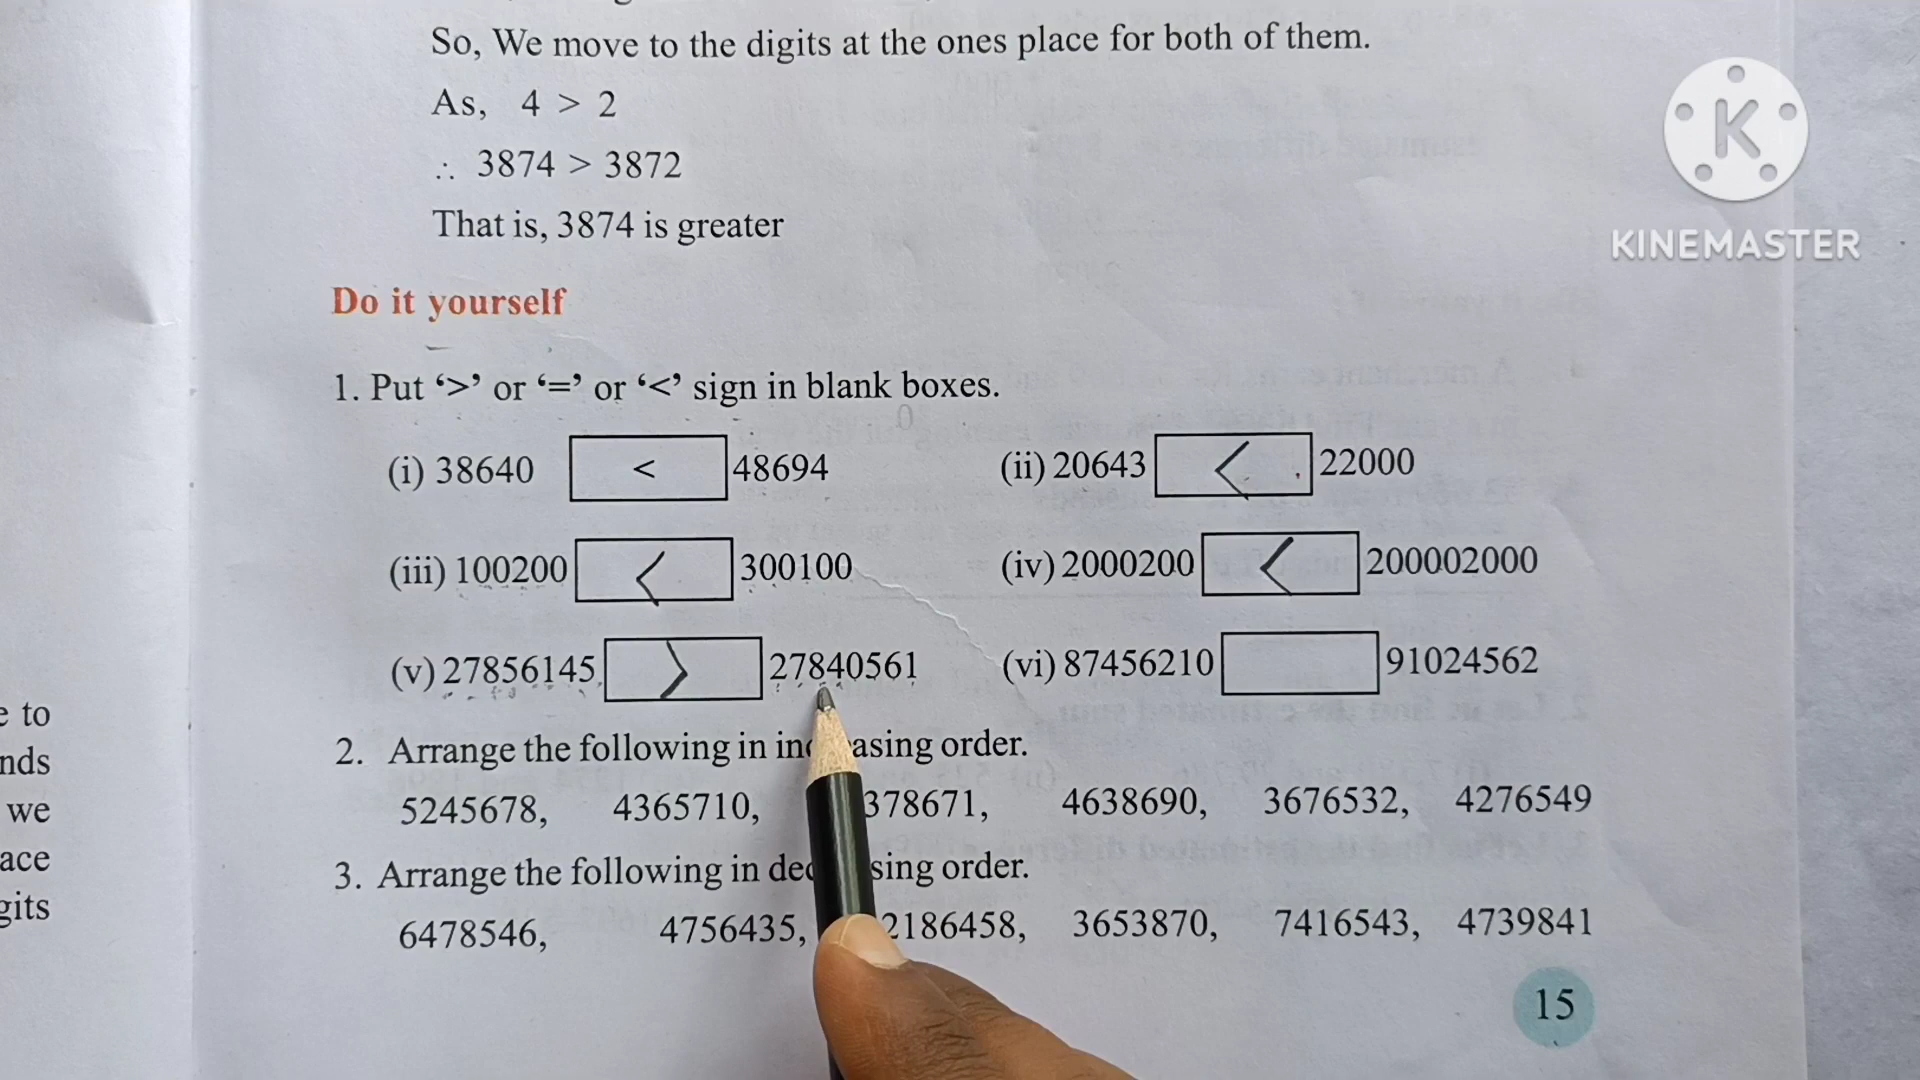 So, We move to the digits at the ones place for both of them.
As, 4 > 2
∴ 3874 > 3872
That is, 3874 is greater
K
KINEMASTER
Do it yourself
1. Put ‘>’ or ‘=’ or ‘<’ sign in blank boxes.
(i) 38640 < 48694 (ii) 20643 < 22000
(iii) 100200 < 300100 (iv) 2000200 < 200002000
(v) 27856145 > 27840561 (vi) 87456210 91024562
2. Arrange the following in increasing order.
5245678, 4365710, 378671, 4638690, 3676532, 4276549
3. Arrange the following in decreasing order.
6478546, 4756435, 2186458, 3653870, 7416543, 4739841
15
e to
nds
we
ace
gits